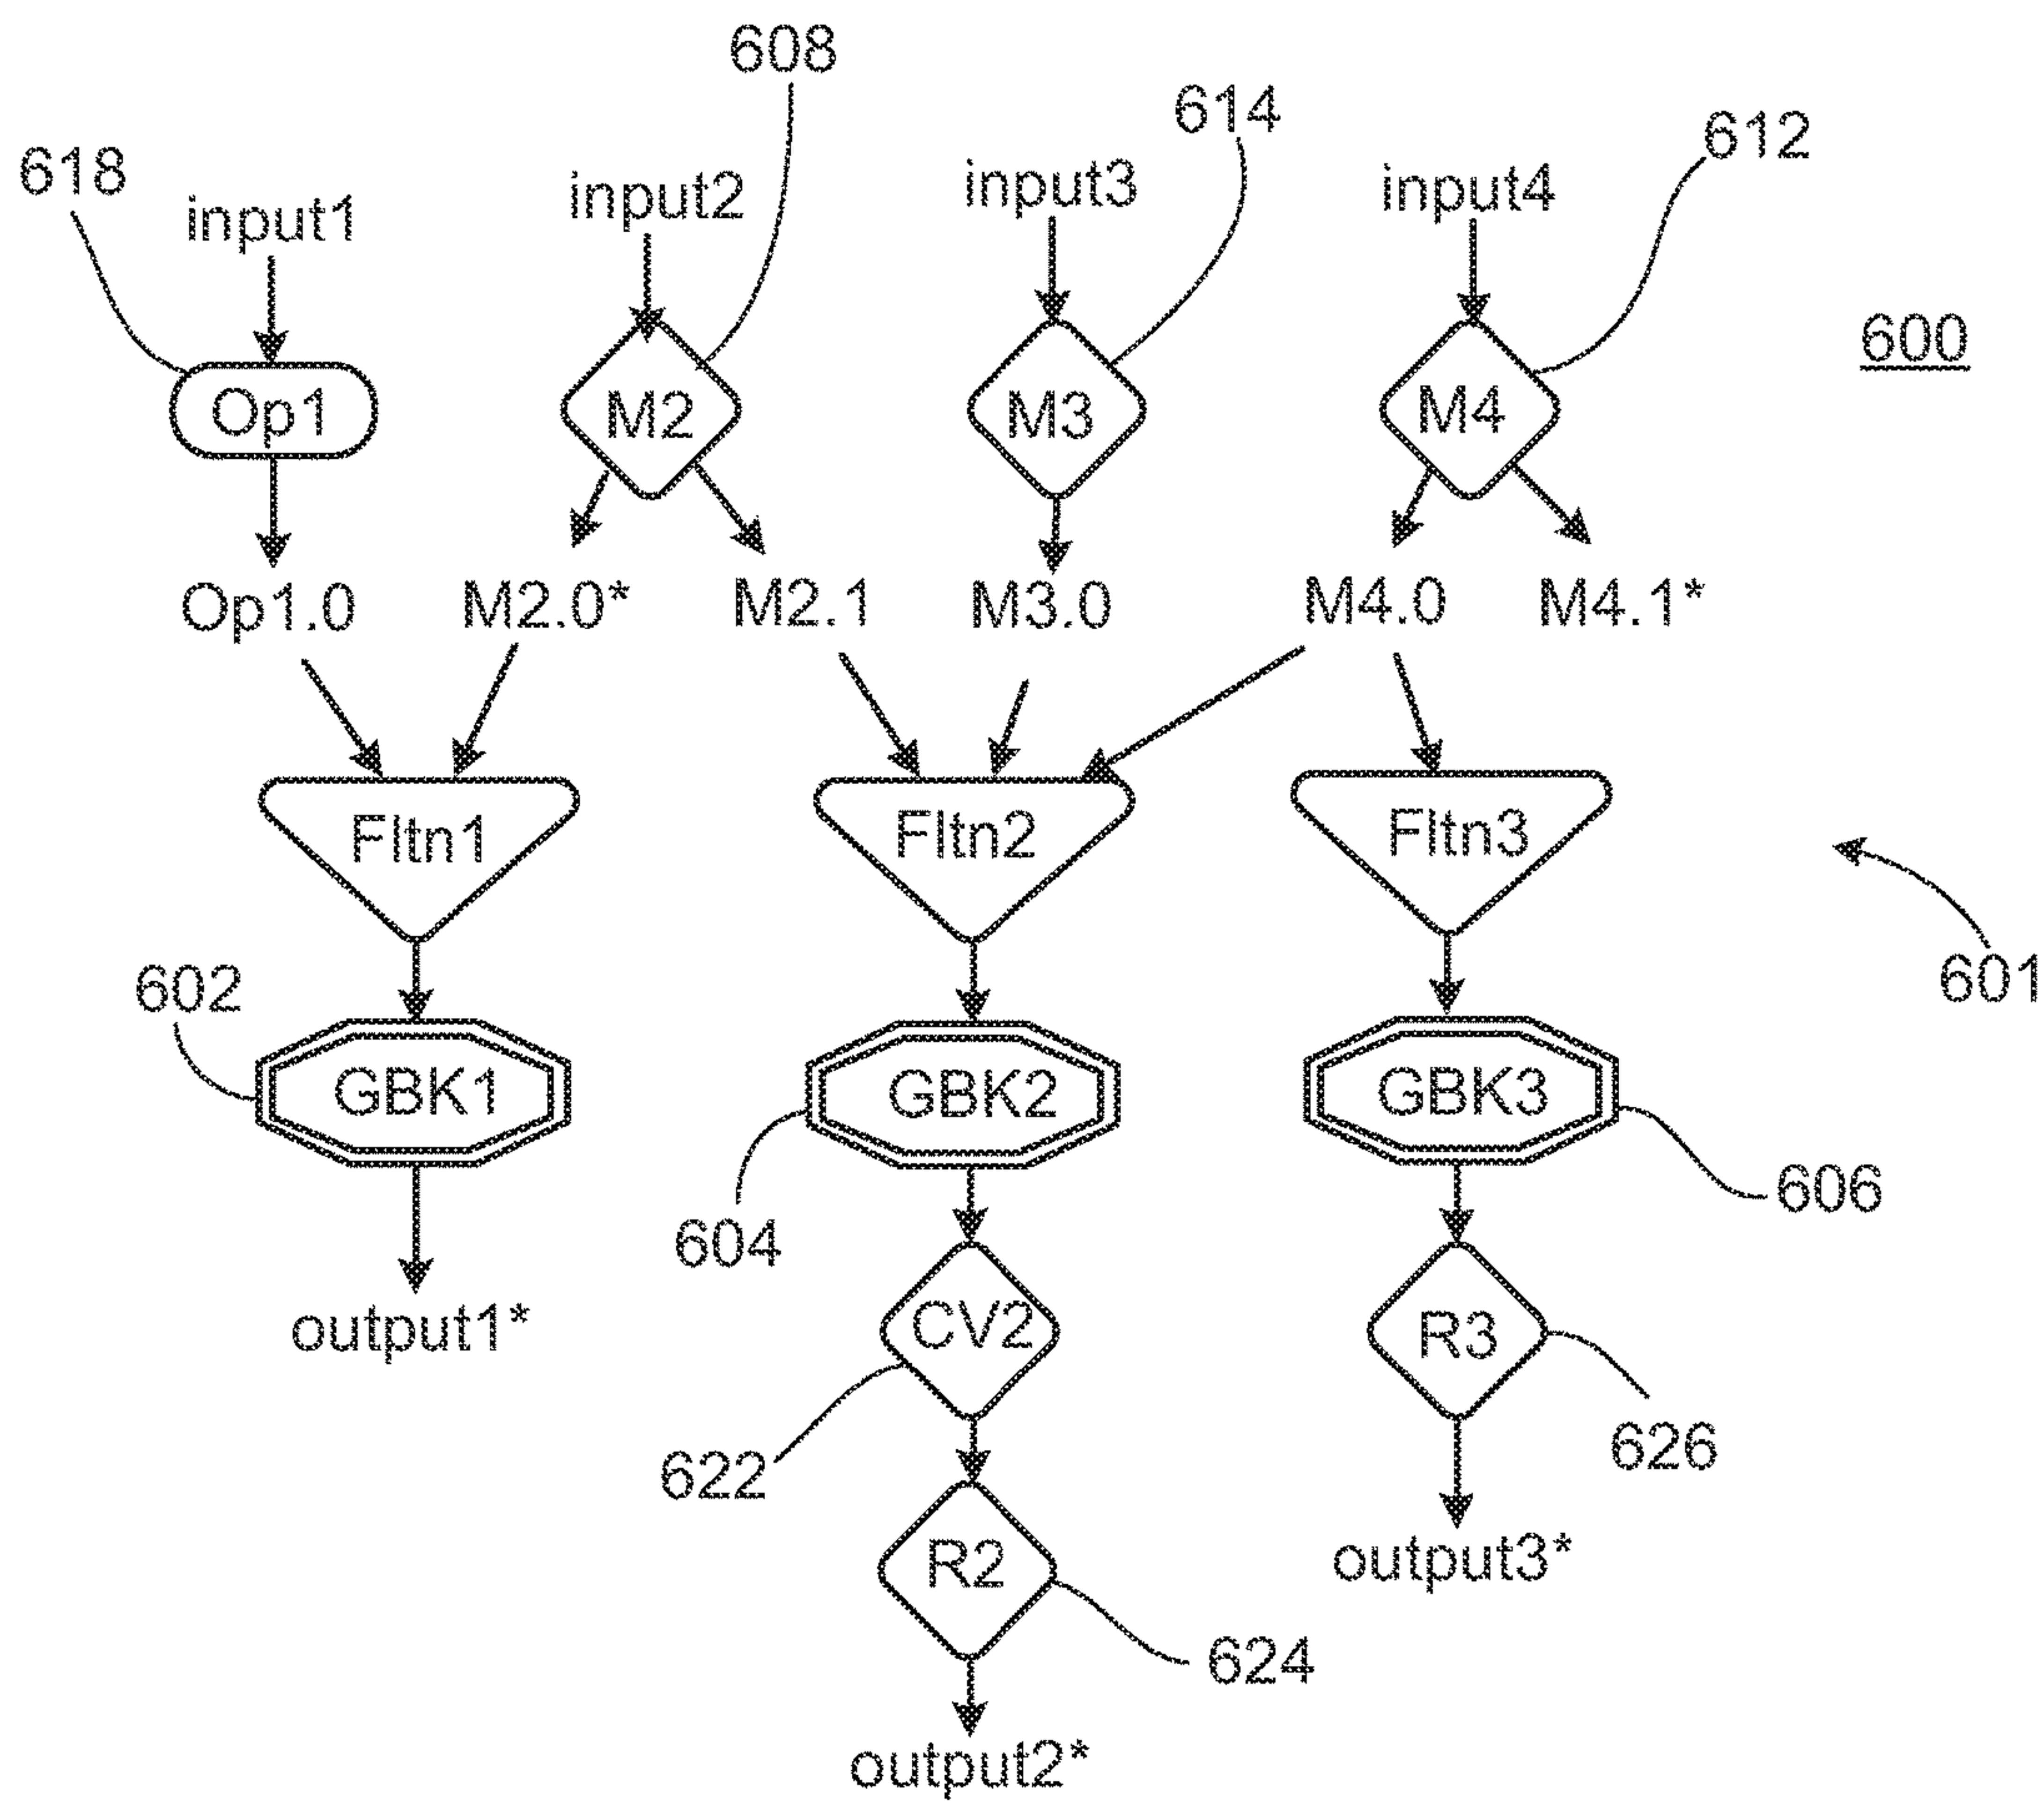 608
614
612
618
input1
input2
input3
input4
600
Op1
M2
M3
M4
Op1.0
M2.0*
M2.1
M3.0
M4.0
M4.1*
Fltn1
Fltn2
Fltn3
601
602
GBK1
GBK2
GBK3
606
604
output1*
CV2
R3
622
626
R2
output3*
624
output2*